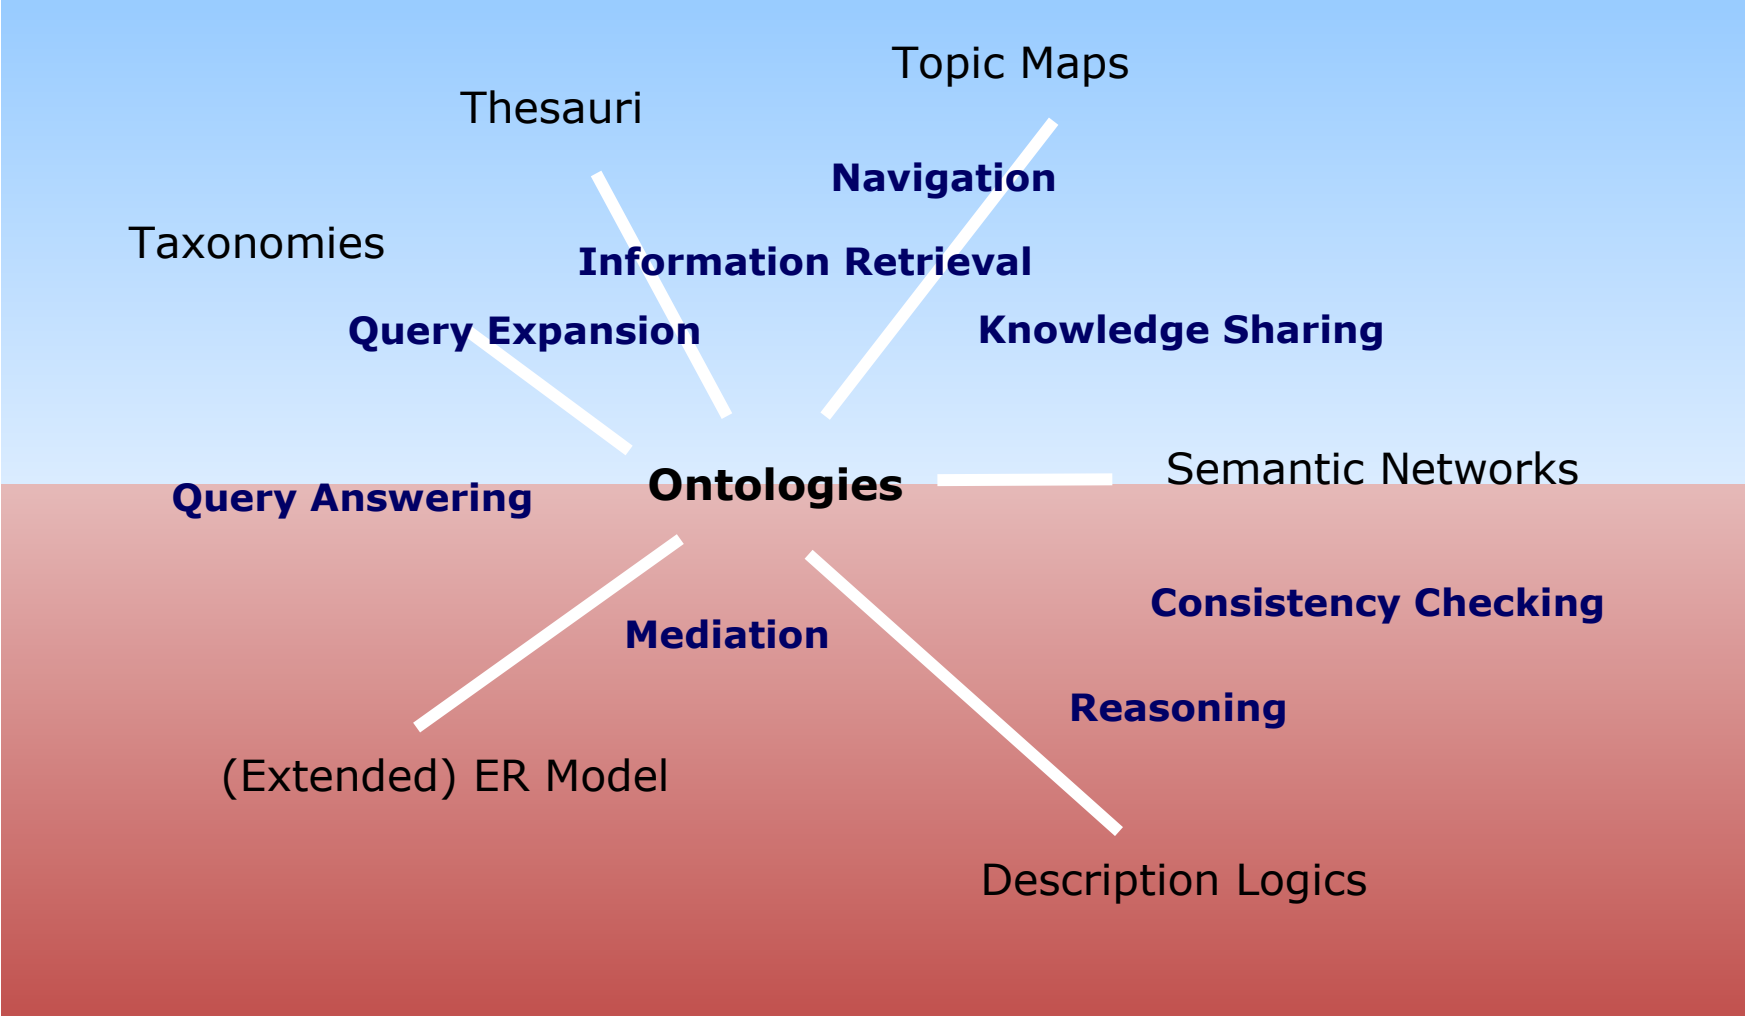 Topic Maps
Thesauri
Navigation
Taxonomies
Information Retrieval
Query Expansion
Knowledge Sharing
Semantic Networks
Ontologies
Query Answering
Consistency Checking
Mediation
Reasoning
(Extended) ER Model
Description Logics